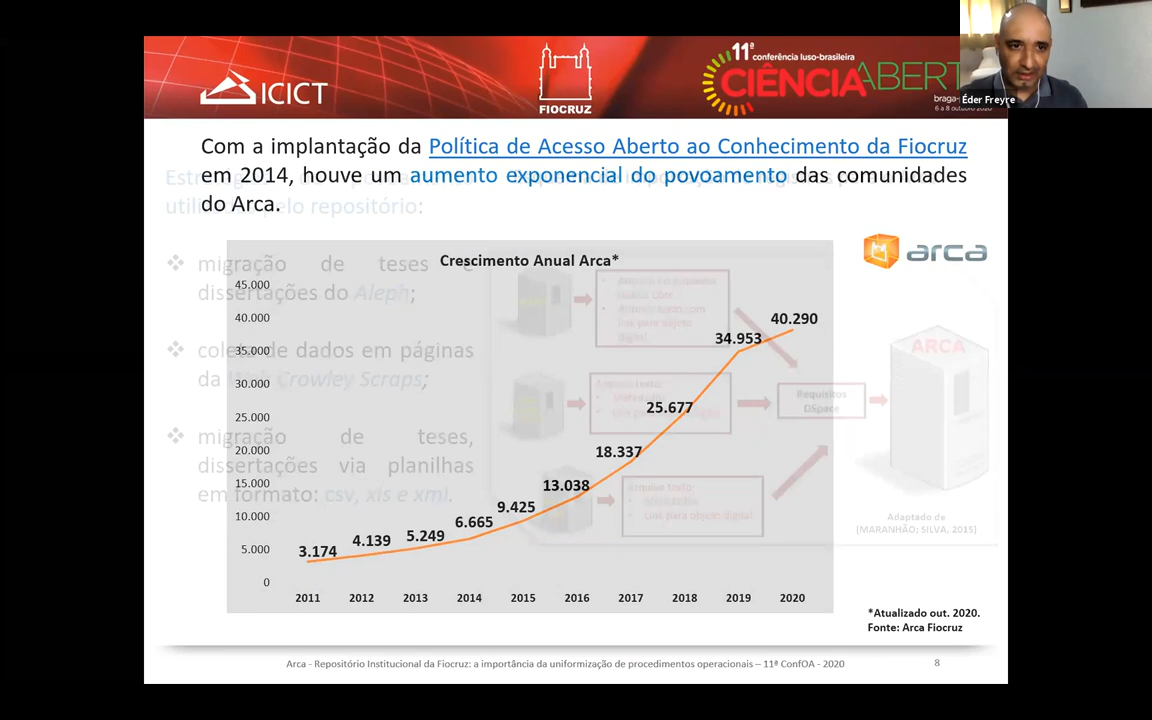 ICICT
FIOCRUZ
11ª conferência luso-brasileira
CIÊNCIA ABERT
braga-
6 a 8 outubro 2020
Éder Freyre
Com a implantação da Política de Acesso Aberto ao Conhecimento da Fiocruz
em 2014, houve um aumento exponencial do povoamento das comunidades
do Arca.
utilizadas pelo repositório:
migração de teses e
dissertações do Aleph;
coleta de dados em páginas
da Web Crowley Scraps;
migração de teses,
dissertações via planilhas
em formato: csv, xls e xml.
arca
Crescimento Anual Arca*
45.000
40.000
35.000
30.000
25.000
20.000
15.000
10.000
5.000
0
3.174
4.139
5.249
6.665
9.425
13.038
18.337
25.677
34.953
40.290
2011 2012 2013 2014 2015 2016 2017 2018 2019 2020
Requisitos
DSpace
ARCA
Adaptado de
(MARANHÃO; SILVA, 2015)
*Atualizado out. 2020.
Fonte: Arca Fiocruz
Arca - Repositório Institucional da Fiocruz: a importância da uniformização de procedimentos operacionais – 11ª ConfOA - 2020
8